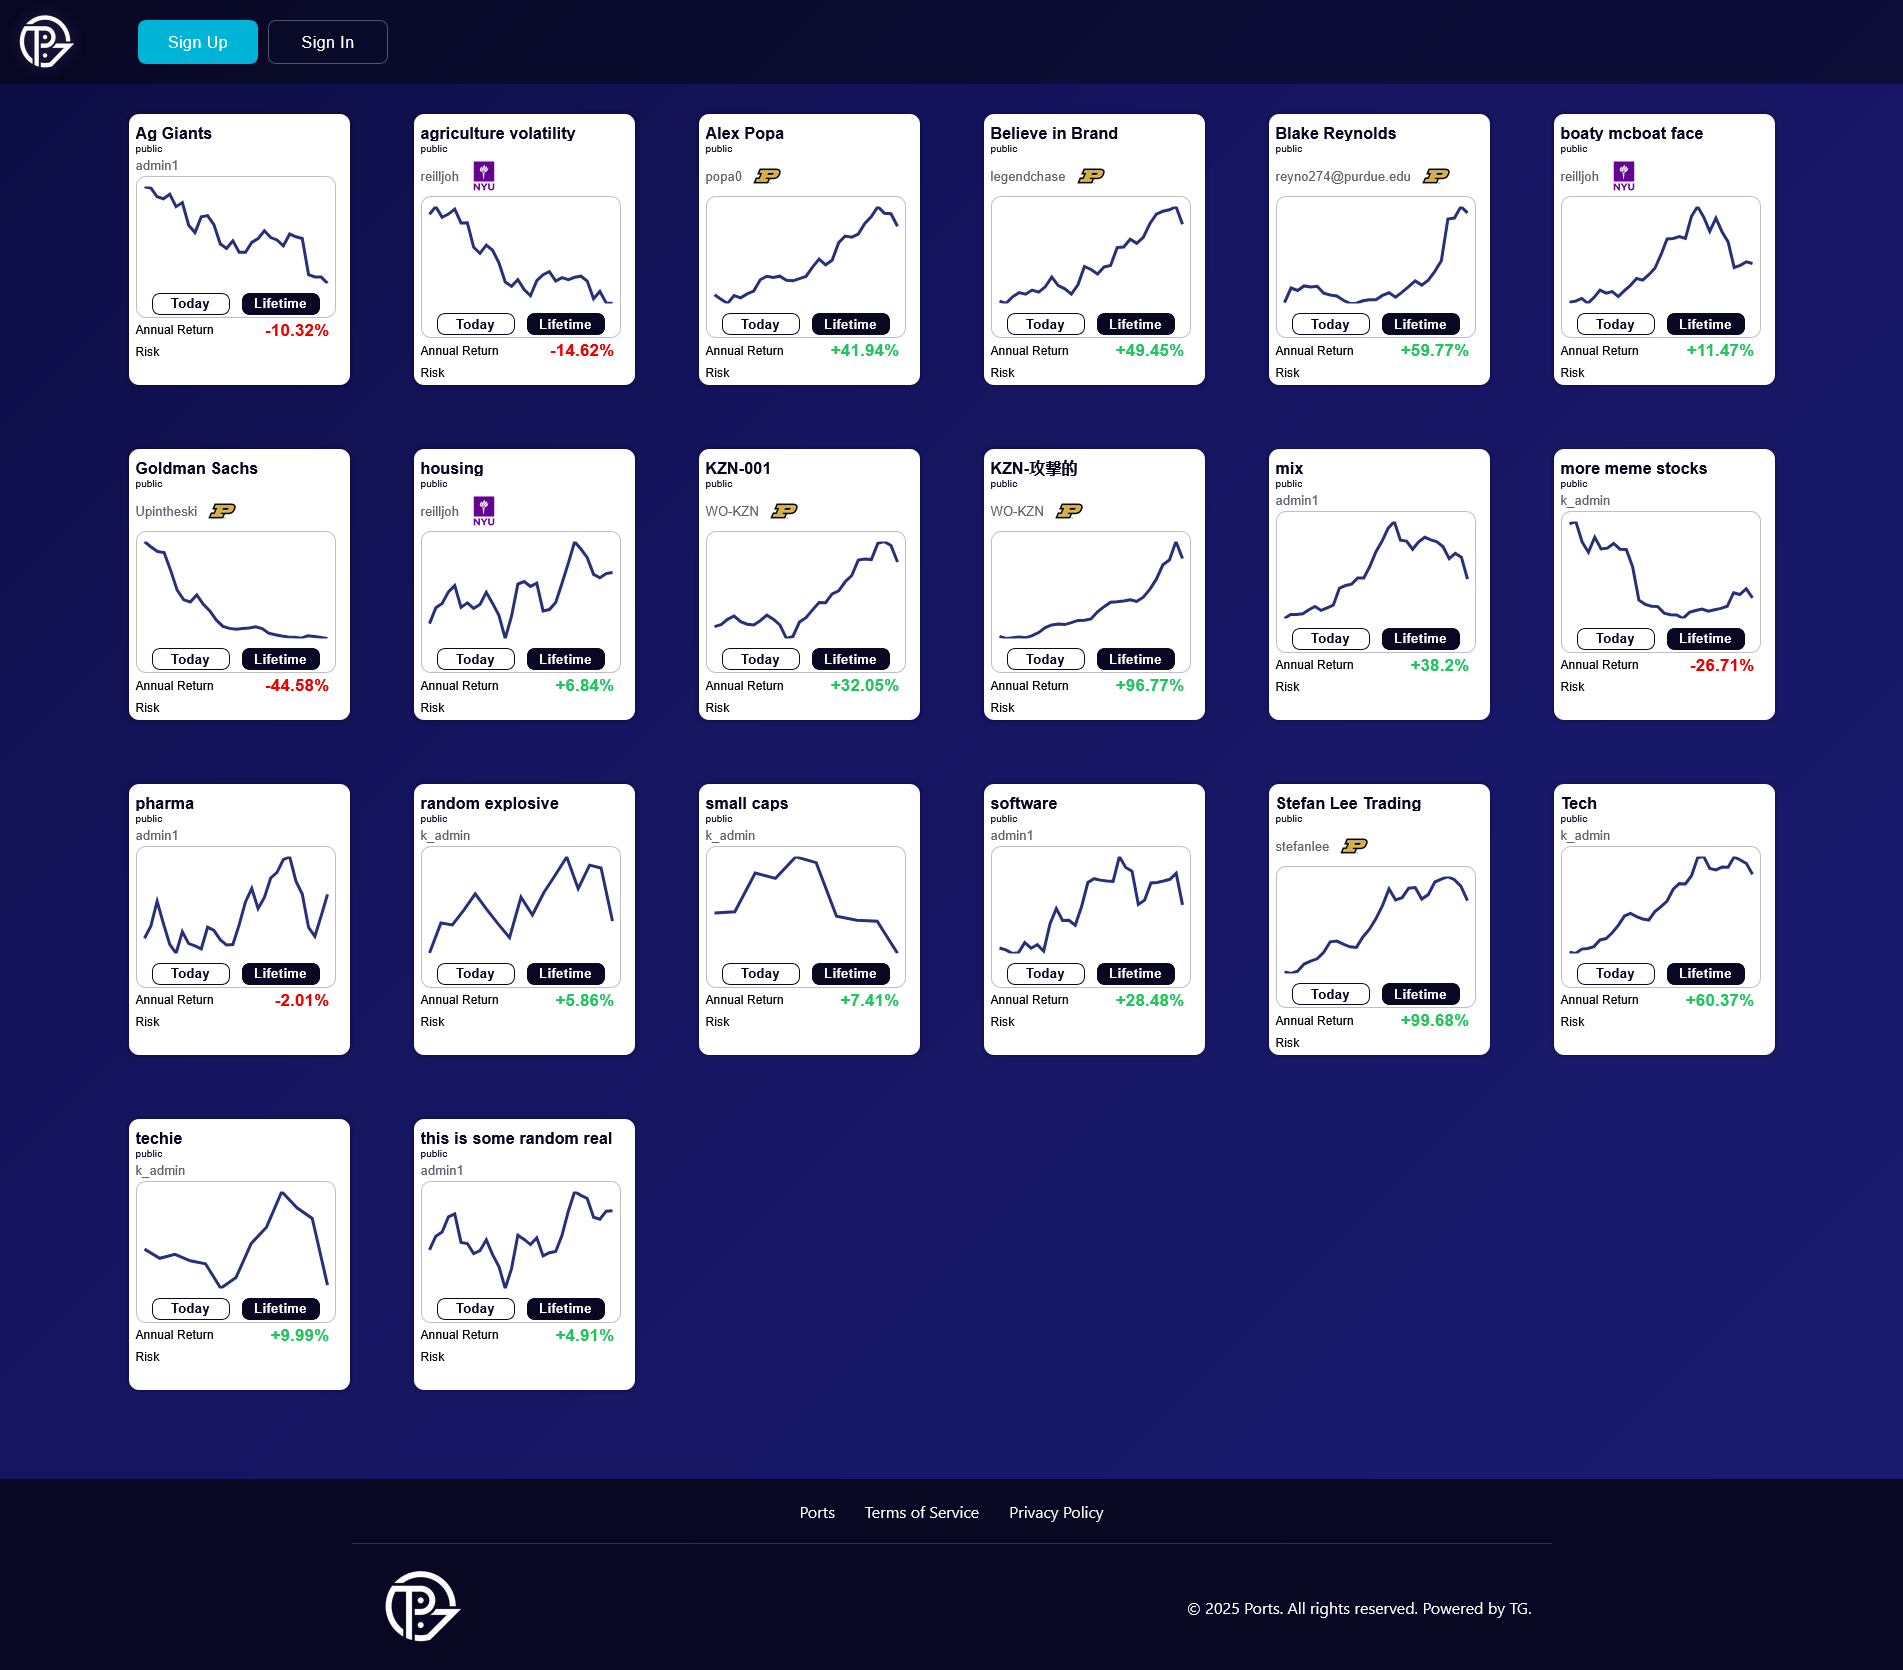 Sign Up
Sign In
Ag Giants
public
admin1
Today
Lifetime
Annual Return
-10.32%
Risk
agriculture volatility
public
reilljoh
NYU
Today
Lifetime
Annual Return
-14.62%
Risk
Alex Popa
public
popa0
P
Today
Lifetime
Annual Return
+41.94%
Risk
Believe in Brand
public
legendchase
P
Today
Lifetime
Annual Return
+49.45%
Risk
Blake Reynolds
public
reyno274@purdue.edu
P
Today
Lifetime
Annual Return
+59.77%
Risk
boaty mcboat face
public
reilljoh
NYU
Today
Lifetime
Annual Return
+11.47%
Risk
Goldman Sachs
public
Upintheski
P
Today
Lifetime
Annual Return
-44.58%
Risk
housing
public
reilljoh
NYU
Today
Lifetime
Annual Return
+6.84%
Risk
KZN-001
public
WO-KZN
P
Today
Lifetime
Annual Return
+32.05%
Risk
KZN-攻撃的
public
WO-KZN
P
Today
Lifetime
Annual Return
+96.77%
Risk
mix
public
admin1
Today
Lifetime
Annual Return
+38.2%
Risk
more meme stocks
public
k_admin
Today
Lifetime
Annual Return
-26.71%
Risk
pharma
public
admin1
Today
Lifetime
Annual Return
-2.01%
Risk
random explosive
public
k_admin
Today
Lifetime
Annual Return
+5.86%
Risk
small caps
public
k_admin
Today
Lifetime
Annual Return
+7.41%
Risk
software
public
admin1
Today
Lifetime
Annual Return
+28.48%
Risk
Stefan Lee Trading
public
stefanlee
P
Today
Lifetime
Annual Return
+99.68%
Risk
Tech
public
k_admin
Today
Lifetime
Annual Return
+60.37%
Risk
techie
public
k_admin
Today
Lifetime
Annual Return
+9.99%
Risk
this is some random real
public
admin1
Today
Lifetime
Annual Return
+4.91%
Risk
Ports
Terms of Service
Privacy Policy
© 2025 Ports. All rights reserved. Powered by TG.